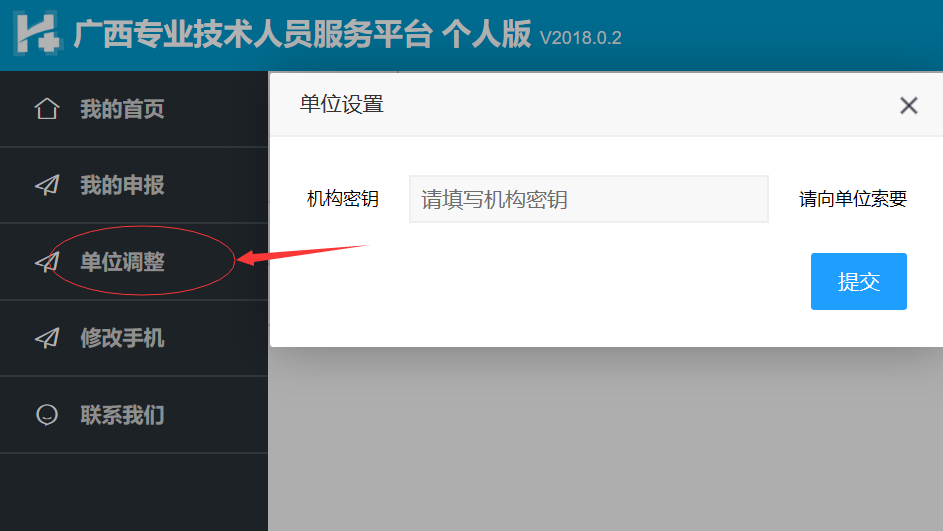 广西专业技术人员服务平台 个人版 V2018.0.2
我的首页
我的申报
单位调整
修改手机
联系我们
单位设置
机构密钥 请填写机构密钥 请向单位索要
提交